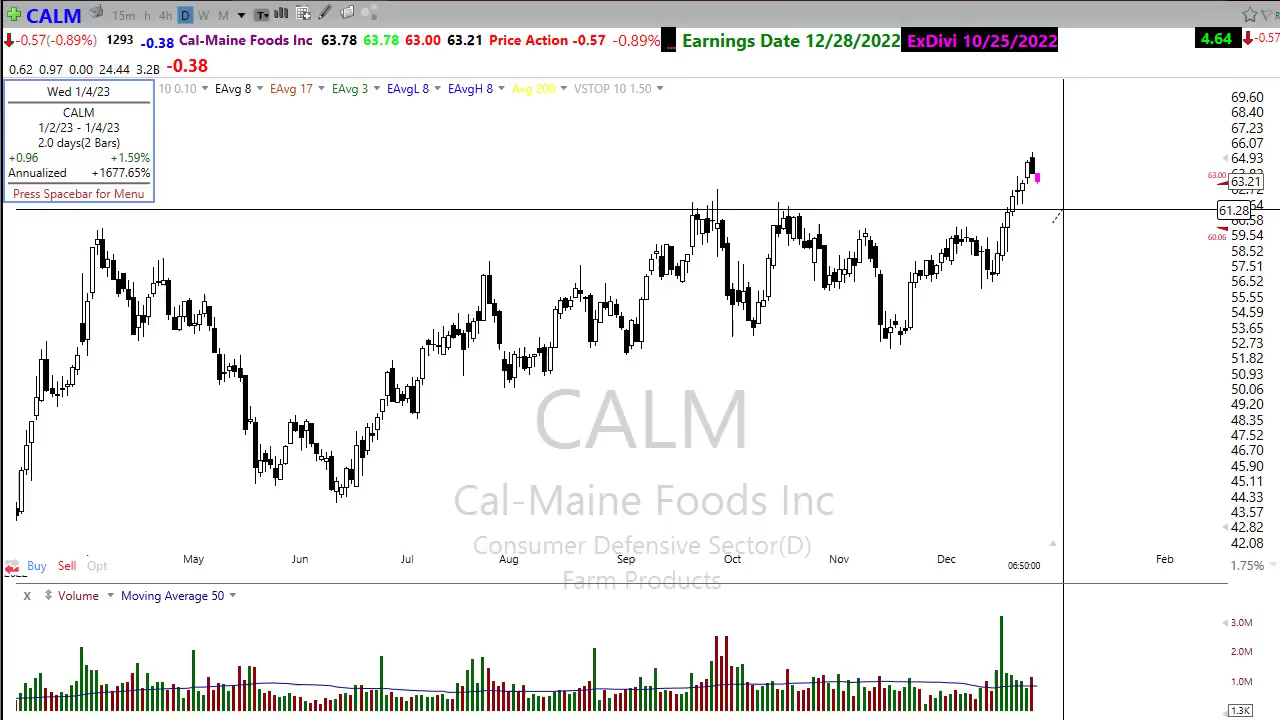 CALM 15m h 4h D W M T
-0.57(-0.89%) 1293 -0.38 Cal-Maine Foods Inc 63.78 63.78 63.00 63.21 Price Action -0.57 -0.89% ... Earnings Date 12/28/2022 ExDivi 10/25/2022 4.64 -0.57
0.62 0.97 0.00 24.44 3.2B -0.38
10 0.10 EAvg 8 EAvg 17 EAvg 3 EAvgL 8 EAvgH 8 Avg 200 VSTOP 10 1.50
Wed 1/4/23
CALM
1/2/23 - 1/4/23
2.0 days(2 Bars)
+0.96 +1.59%
Annualized +1677.65%
Press Spacebar for Menu
69.60
68.40
67.23
66.07
64.93
63.00
63.21
61.28
60.58
60.06
59.54
58.52
57.51
56.52
55.55
54.59
53.65
52.73
51.82
50.93
50.06
49.20
48.35
47.52
46.70
45.90
45.11
44.33
43.57
42.82
42.08
CALM
Cal-Maine Foods Inc
Consumer Defensive Sector(D)
Farm Products
May Jun Jul Aug Sep Oct Nov Dec Feb
06:50:00
Buy Sell Opt 1.75%
X Volume Moving Average 50
3.0M
2.0M
1.0M
1.3K